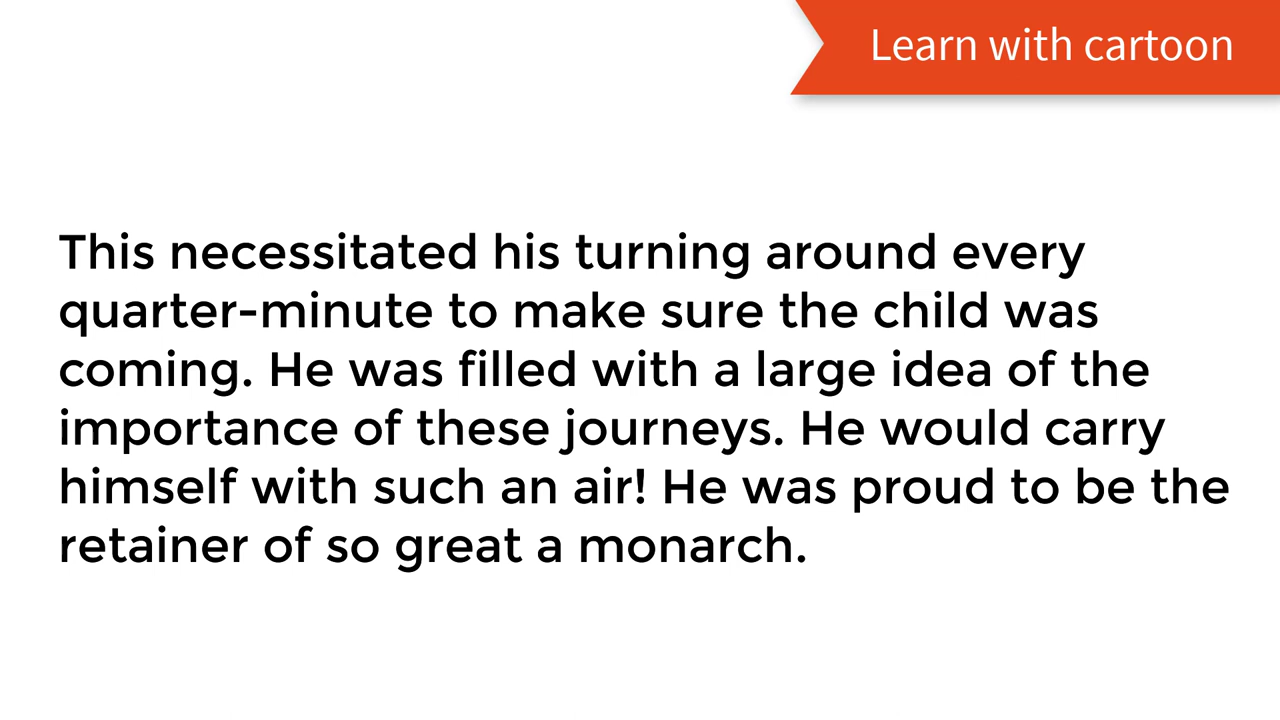 Learn with cartoon
This necessitated his turning around every
quarter-minute to make sure the child was
coming. He was filled with a large idea of the
importance of these journeys. He would carry
himself with such an air! He was proud to be the
retainer of so great a monarch.